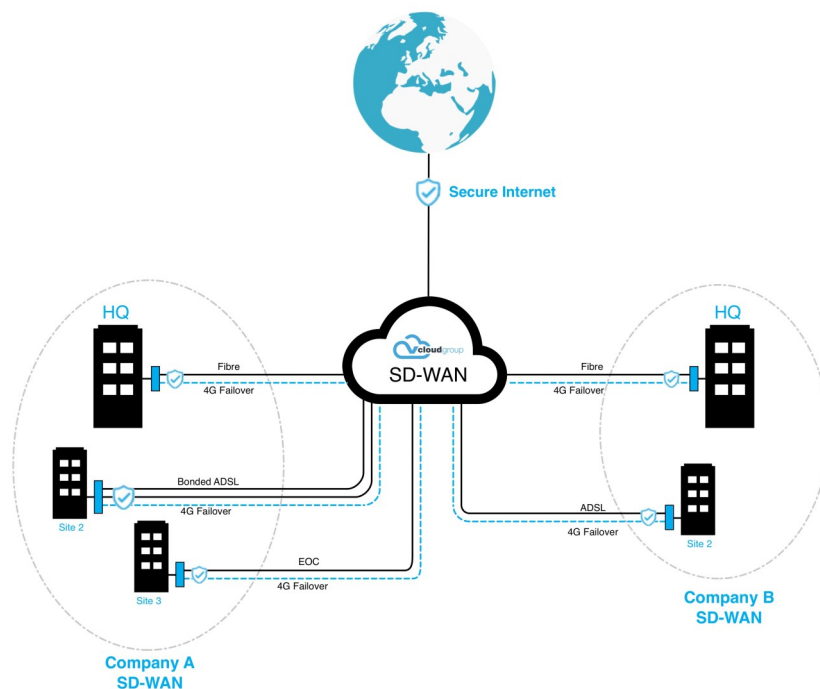 Secure Internet
vcloudgroup
SD-WAN
HQ
Fibre
4G Failover
Bonded ADSL
4G Failover
Site 2
EOC
4G Failover
Site 3
Company A
SD-WAN
HQ
Fibre
4G Failover
ADSL
4G Failover
Site 2
Company B
SD-WAN